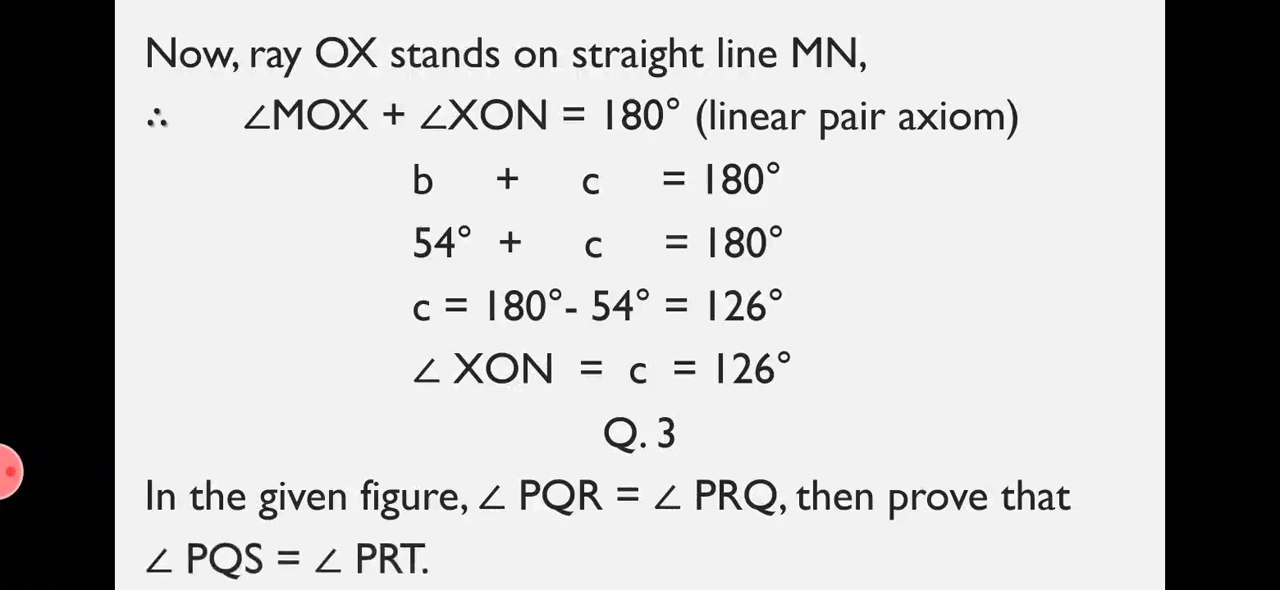 Now, ray OX stands on straight line MN,
∴ ∠MOX + ∠XON = 180° (linear pair axiom)
b + c = 180°
54° + c = 180°
c = 180°- 54° = 126°
∠ XON = c = 126°
Q. 3
In the given figure, ∠ PQR = ∠ PRQ, then prove that
∠ PQS = ∠ PRT.